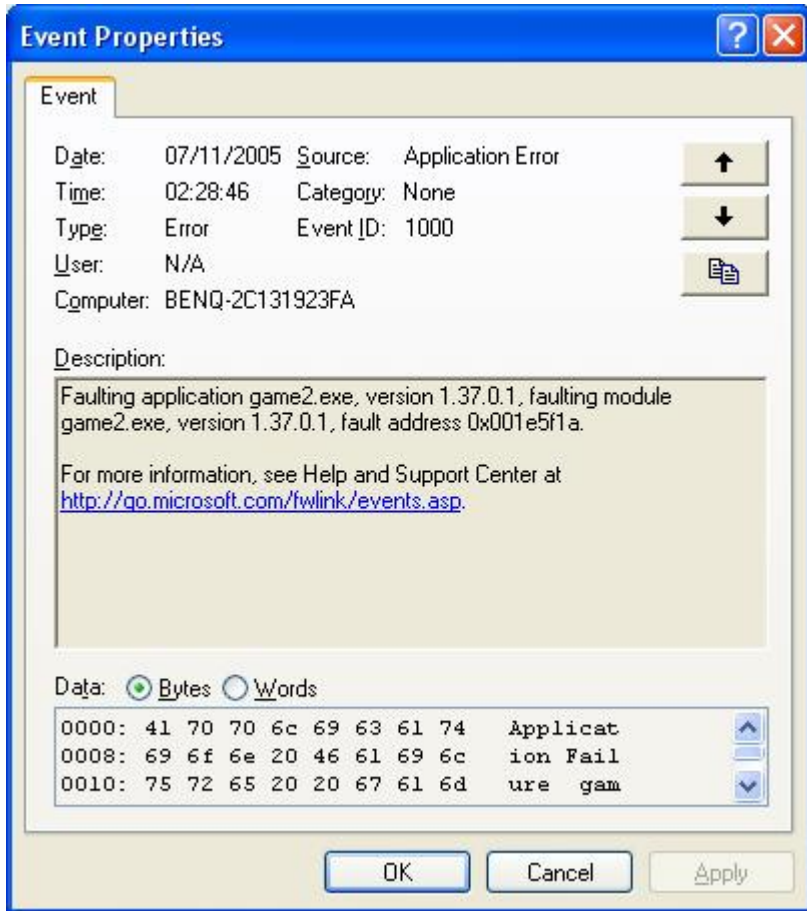 Event Properties
Event
Date: 07/11/2005 Source: Application Error
Time: 02:28:46 Category: None
Type: Error Event ID: 1000
User: N/A
Computer: BENQ-2C131923FA
Description:
Faulting application game2.exe, version 1.37.0.1, faulting module
game2.exe, version 1.37.0.1, fault address 0x001e5f1a.
For more information, see Help and Support Center at
http://go.microsoft.com/fwlink/events.asp.
Data: Bytes Words
0000: 41 70 70 6c 69 63 61 74 Applicat
0008: 69 6f 6e 20 46 61 69 6c ion Fail
0010: 75 72 65 20 20 67 61 6d ure  gam
OK Cancel Apply